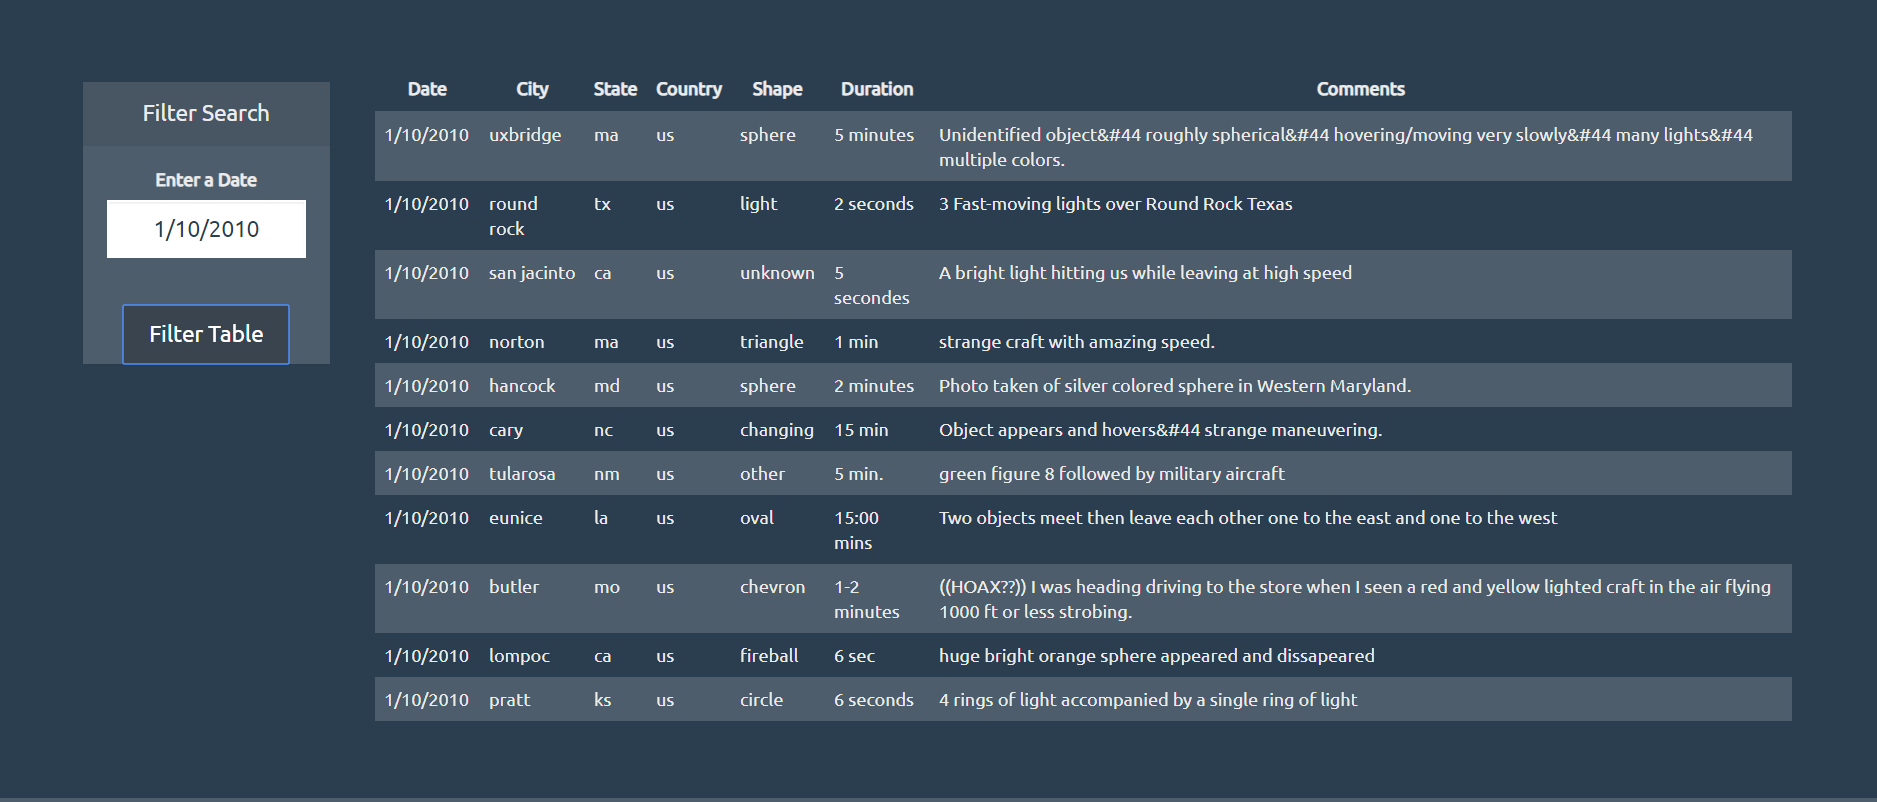 Filter Search
Enter a Date
1/10/2010
Filter Table
Date City State Country Shape Duration Comments
1/10/2010 uxbridge ma us sphere 5 minutes Unidentified object&#44 roughly spherical&#44 hovering/moving very slowly&#44 many lights&#44
multiple colors.
1/10/2010 round tx us light 2 seconds 3 Fast-moving lights over Round Rock Texas
rock
1/10/2010 san jacinto ca us unknown 5 A bright light hitting us while leaving at high speed
secondes
1/10/2010 norton ma us triangle 1 min strange craft with amazing speed.
1/10/2010 hancock md us sphere 2 minutes Photo taken of silver colored sphere in Western Maryland.
1/10/2010 cary nc us changing 15 min Object appears and hovers&#44 strange maneuvering.
1/10/2010 tularosa nm us other 5 min. green figure 8 followed by military aircraft
1/10/2010 eunice la us oval 15:00 Two objects meet then leave each other one to the east and one to the west
mins
1/10/2010 butler mo us chevron 1-2 ((HOAX??)) I was heading driving to the store when I seen a red and yellow lighted craft in the air flying
minutes 1000 ft or less strobing.
1/10/2010 lompoc ca us fireball 6 sec huge bright orange sphere appeared and dissapeared
1/10/2010 pratt ks us circle 6 seconds 4 rings of light accompanied by a single ring of light